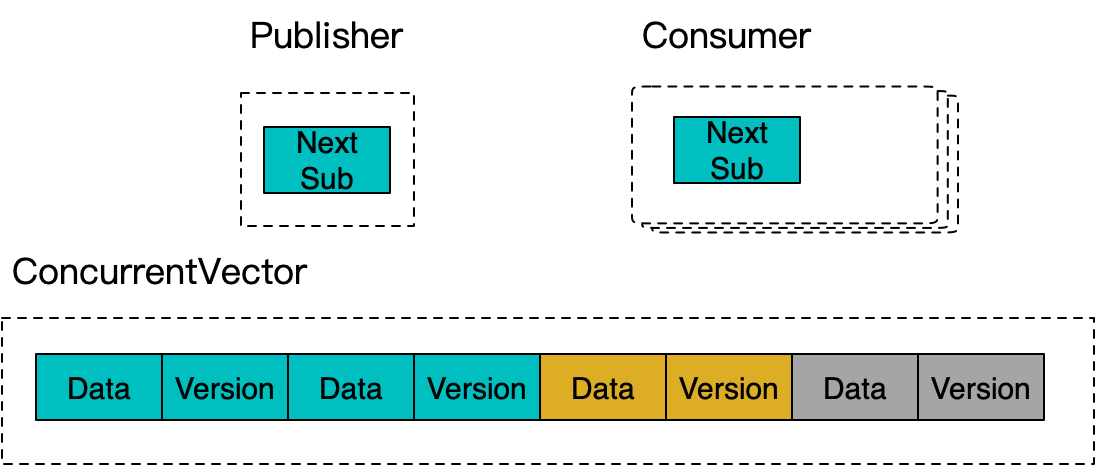 Publisher
Consumer
Next
Sub
Next
Sub
ConcurrentVector
Data Version Data Version Data Version Data Version